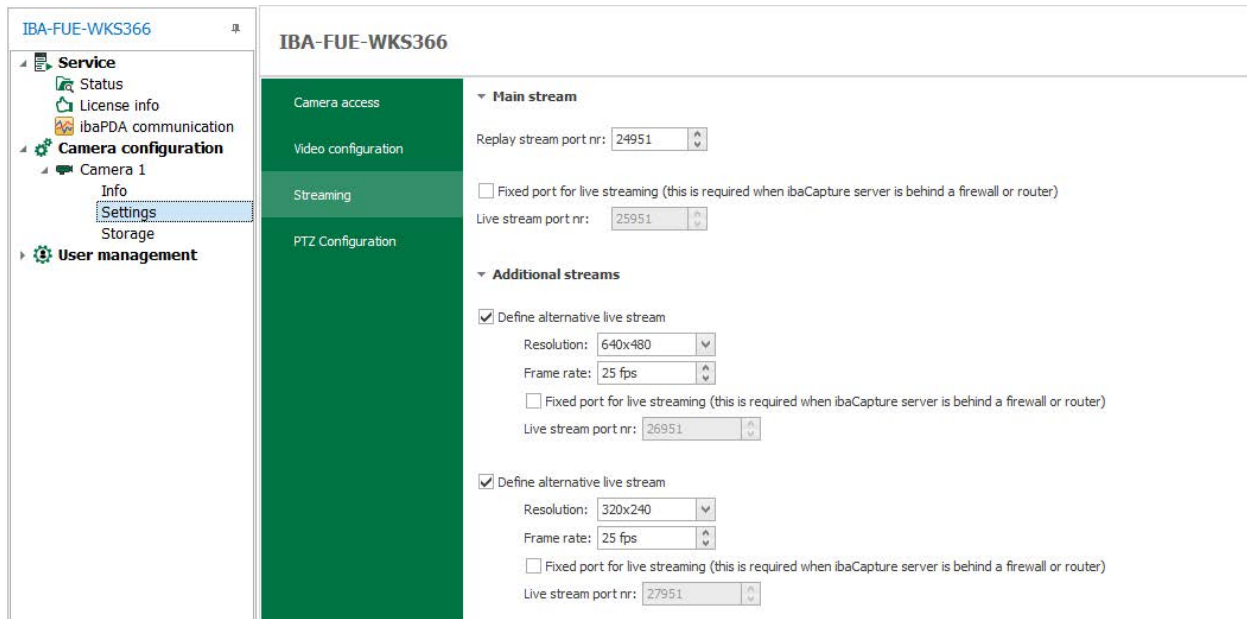 IBA-FUE-WKS366
Service
Status
License info
ibaPDA communication
Camera configuration
Camera 1
Info
Settings
Storage
User management
IBA-FUE-WKS366
Camera access
Video configuration
Streaming
PTZ Configuration
Main stream
Replay stream port nr: 24951
Fixed port for live streaming (this is required when ibaCapture server is behind a firewall or router)
Live stream port nr: 25951
Additional streams
Define alternative live stream
Resolution: 640x480
Frame rate: 25 fps
Fixed port for live streaming (this is required when ibaCapture server is behind a firewall or router)
Live stream port nr: 26951
Define alternative live stream
Resolution: 320x240
Frame rate: 25 fps
Fixed port for live streaming (this is required when ibaCapture server is behind a firewall or router)
Live stream port nr: 27951